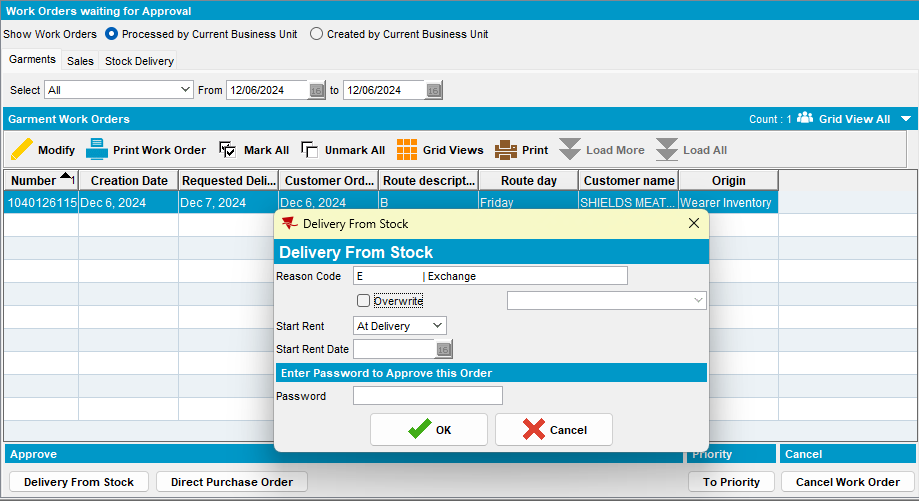 Work Orders waiting for Approval
Show Work Orders Processed by Current Business Unit Created by Current Business Unit
Garments Sales Stock Delivery
Select All From 12/06/2024 16 to 12/06/2024 16
Garment Work Orders Count : 1 Grid View All
Modify Print Work Order Mark All Unmark All Grid Views Print Load More Load All
Number 1 Creation Date Requested Deli... Customer Ord... Route descript... Route day Customer name Origin
1040126115 Dec 6, 2024 Dec 7, 2024 Dec 6, 2024 B Friday SHIELDS MEAT... Wearer Inventory
Delivery From Stock
Delivery From Stock
Reason Code E | Exchange
Overwrite
Start Rent At Delivery
Start Rent Date 16
Enter Password to Approve this Order
Password
OK Cancel
Approve Priority Cancel
Delivery From Stock Direct Purchase Order To Priority Cancel Work Order